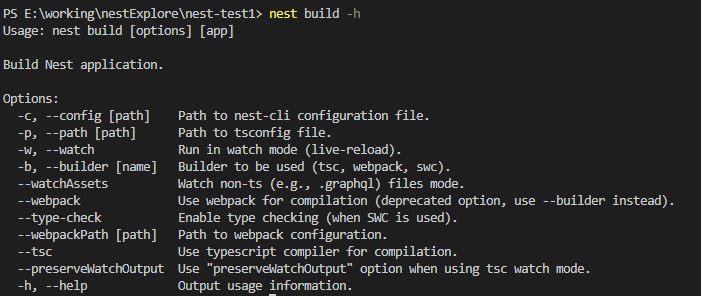 PS E:\working\nestExplore\nest-test1> nest build -h
Usage: nest build [options] [app]

Build Nest application.

Options:
  -c, --config [path]    Path to nest-cli configuration file.
  -p, --path [path]      Path to tsconfig file.
  -w, --watch            Run in watch mode (live-reload).
  -b, --builder [name]   Builder to be used (tsc, webpack, swc).
  --watchAssets          Watch non-ts (e.g., .graphql) files mode.
  --webpack              Use webpack for compilation (deprecated option, use --builder instead).
  --type-check           Enable type checking (when SWC is used).
  --webpackPath [path]   Path to webpack configuration.
  --tsc                  Use typescript compiler for compilation.
  --preserveWatchOutput  Use "preserveWatchOutput" option when using tsc watch mode.
  -h, --help             Output usage information.